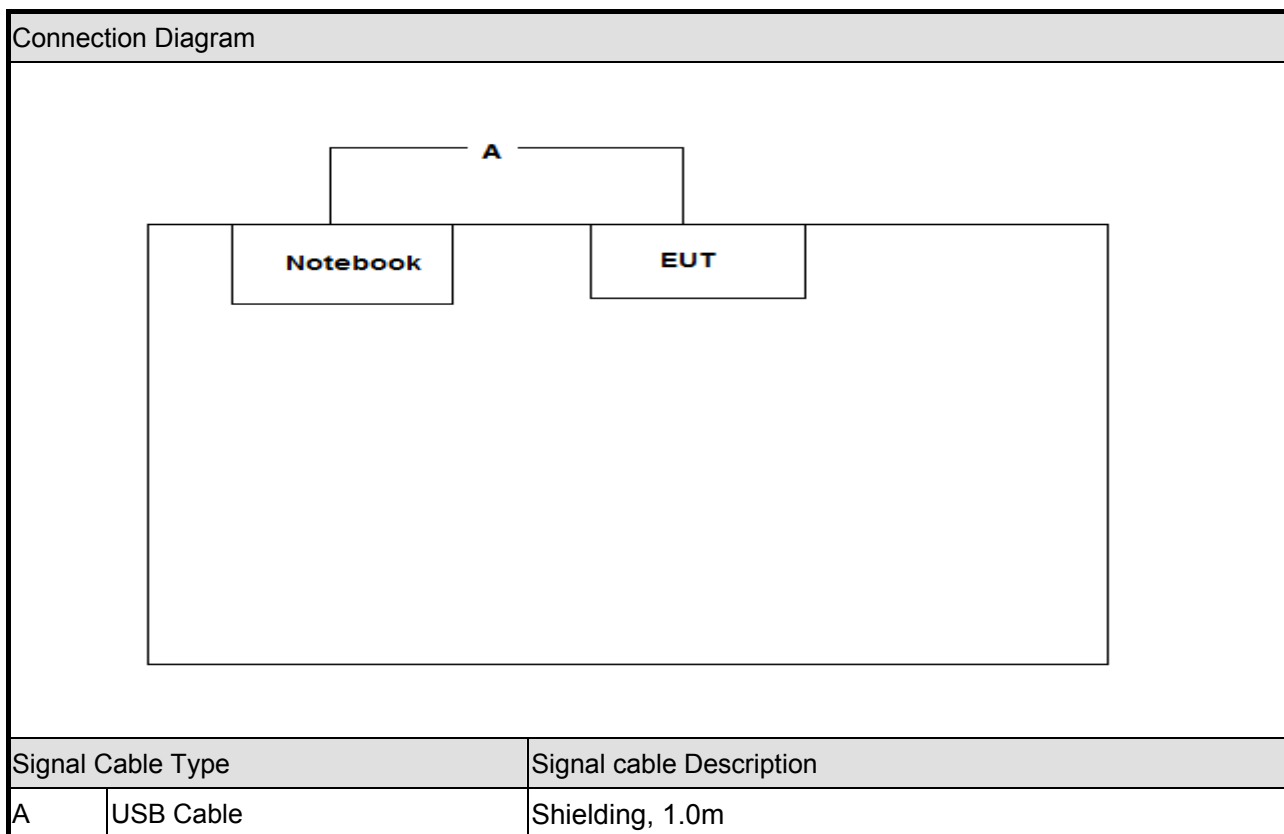 Connection Diagram
A
Notebook EUT
Signal Cable Type Signal cable Description
A USB Cable Shielding, 1.0m